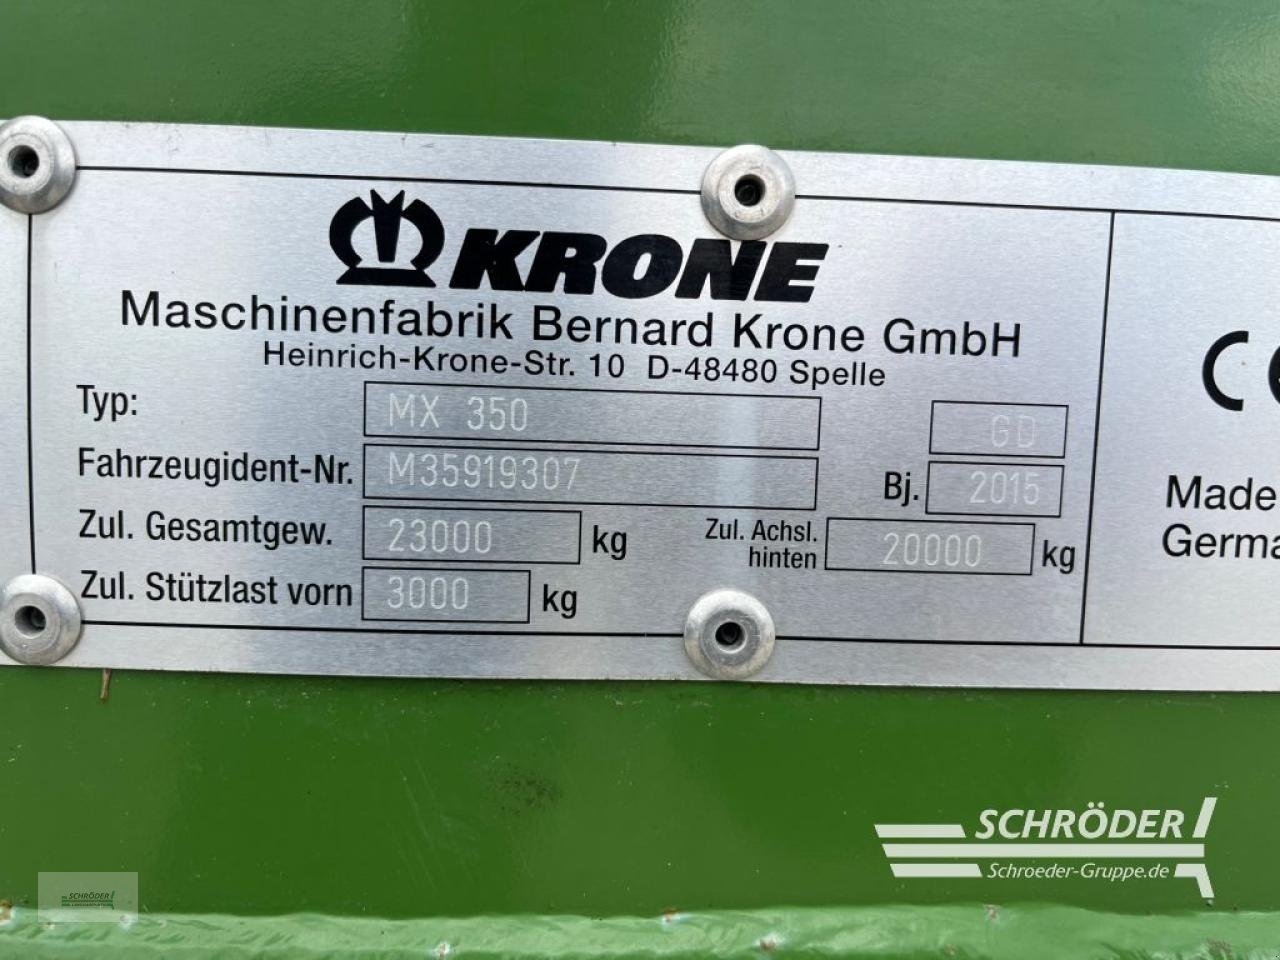 KRONE
Maschinenfabrik Bernard Krone GmbH
Heinrich-Krone-Str. 10 D-48480 Spelle
Typ: MX 350 GD
Fahrzeugident-Nr. M35919307 Bj. 2015
Zul. Gesamtgew. 23000 kg Zul. Achsl. hinten 20000 kg
Zul. Stützlast vorn 3000 kg
CE
Made
Germa
SCHRÖDER
Schroeder-Gruppe.de
SCHRÖDER